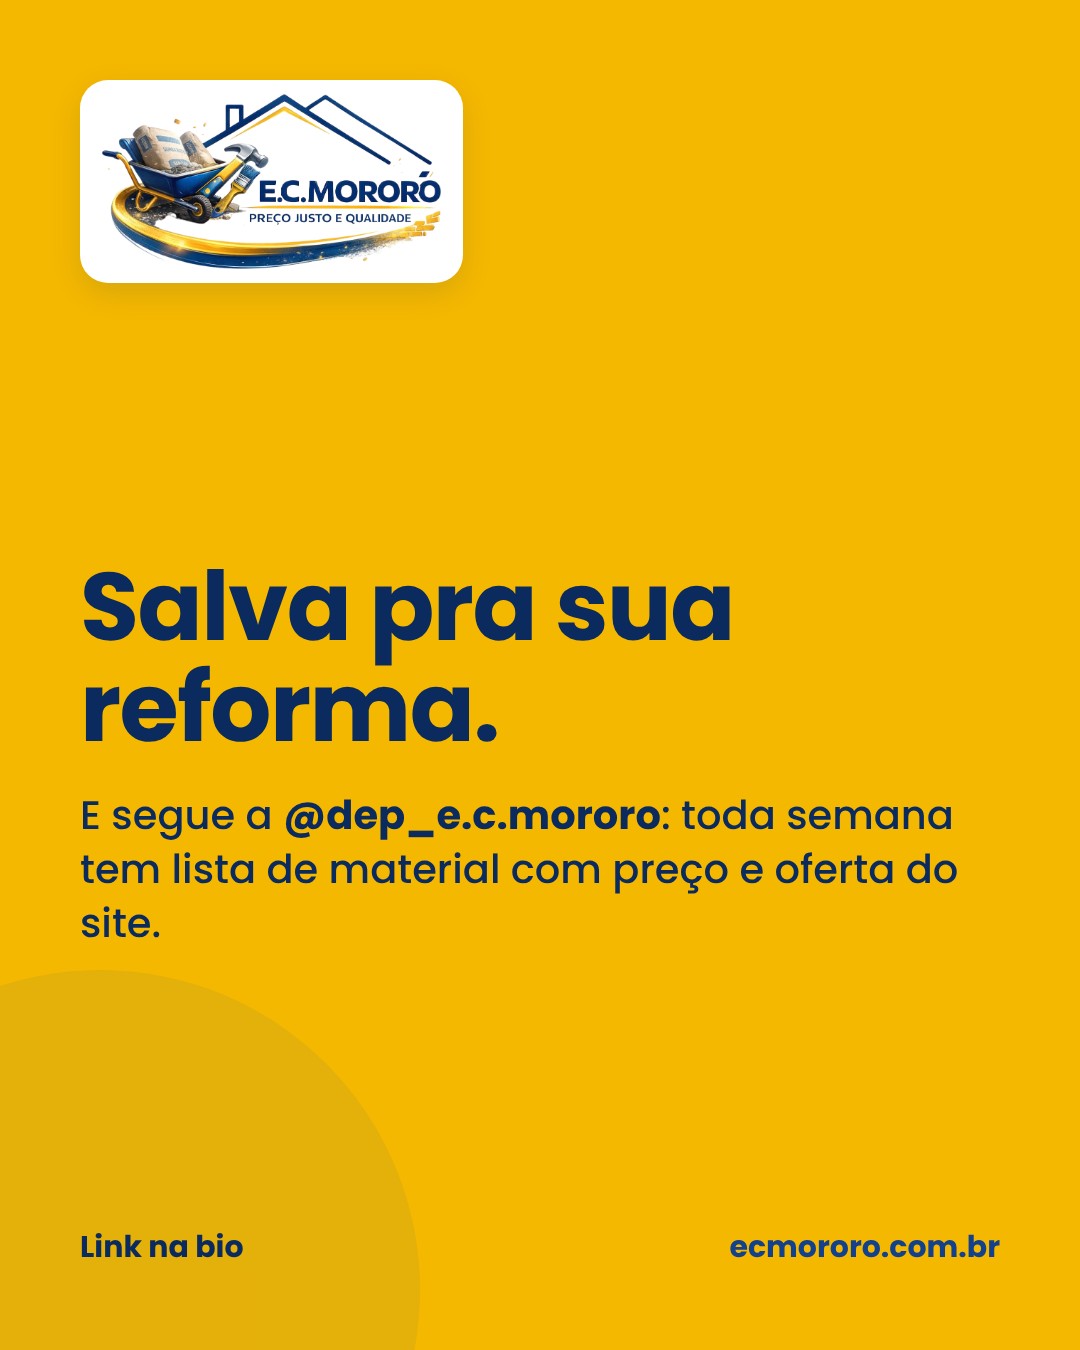 E.C.MORORÓ
PREÇO JUSTO E QUALIDADE
Salva pra sua
reforma.
E segue a @dep_e.c.mororo: toda semana
tem lista de material com preço e oferta do
site.
Link na bio
ecmororo.com.br